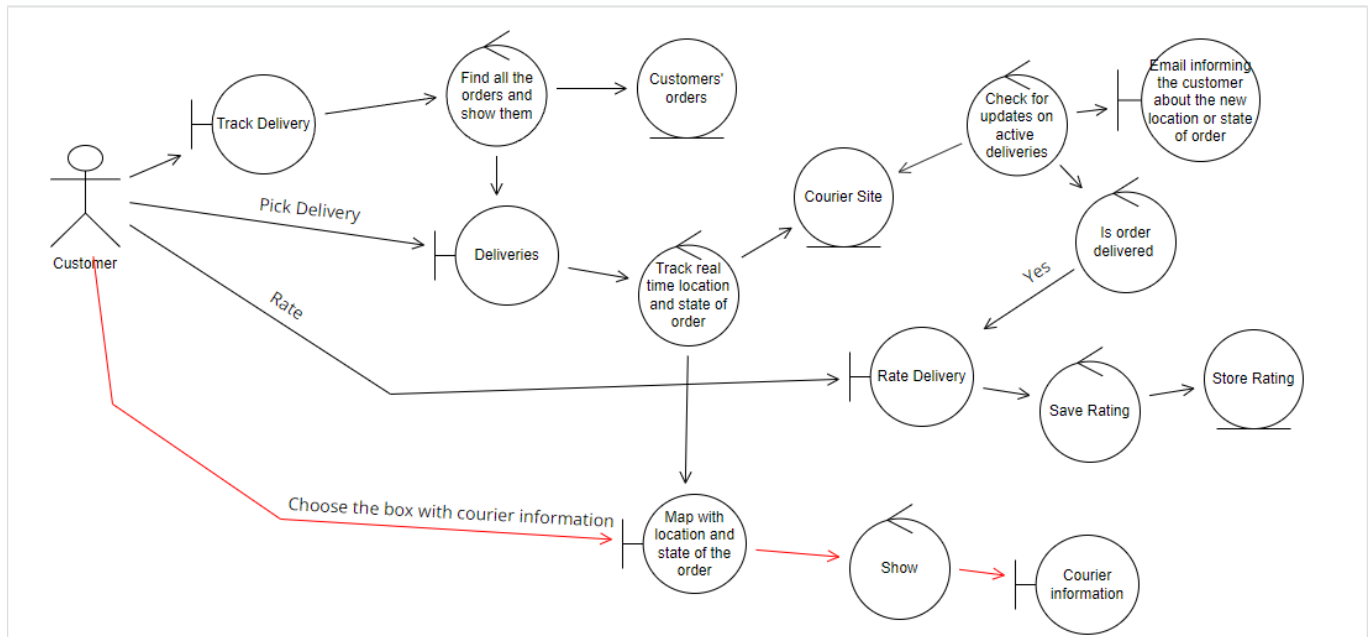 Track Delivery
Find all the
orders and
show them
Customers'
orders
Check for
updates on
active
deliveries
Email informing
the customer
about the new
location or state
of order
Customer
Pick Delivery
Deliveries
Track real
time location
and state of
order
Courier Site
Is order
delivered
Yes
Rate
Rate Delivery
Save Rating
Store Rating
Choose the box with courier information
Map with
location and
state of the
order
Show
Courier
information